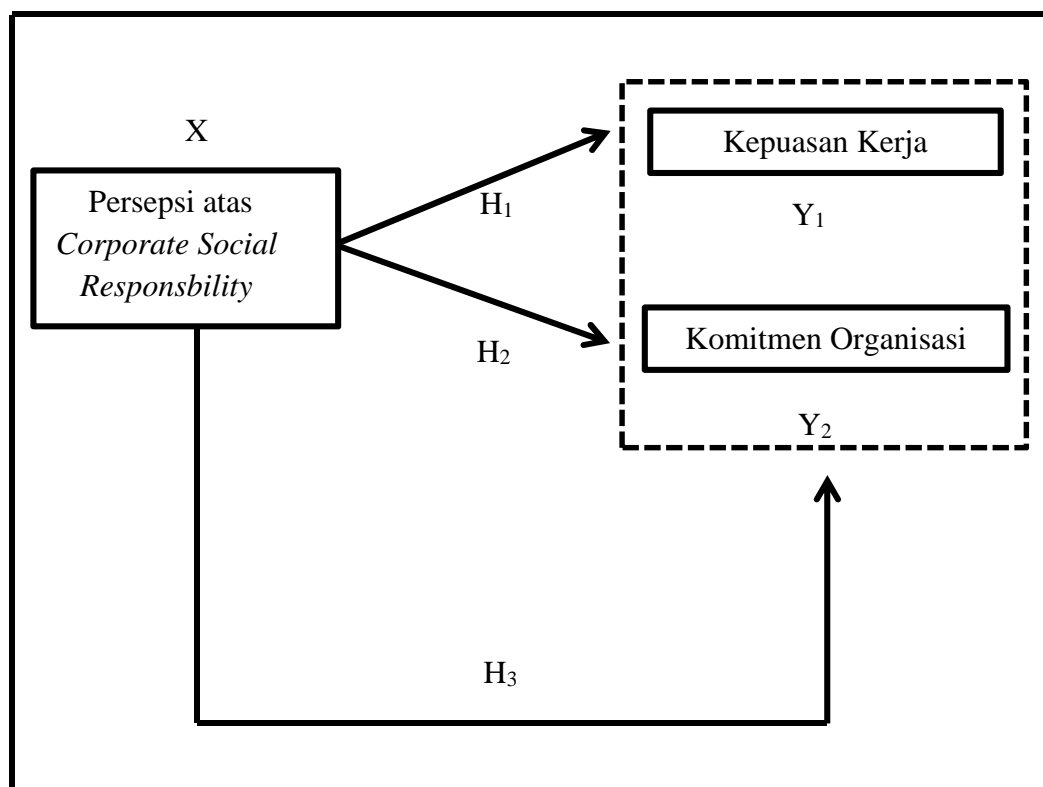 X
Persepsi atas
Corporate Social
Responsbility
H₁
H₂
Kepuasan Kerja
Y₁
Komitmen Organisasi
Y₂
H₃